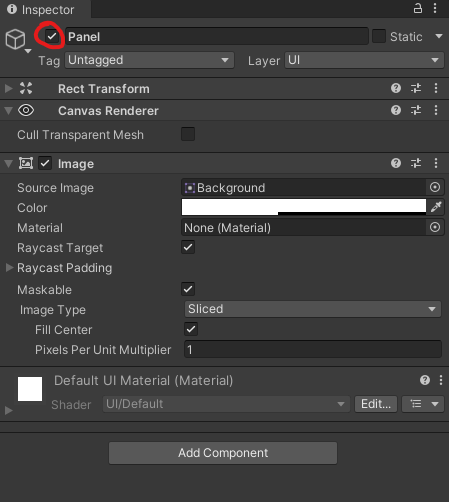 Inspector
Panel
Static
Tag Untagged Layer UI
Rect Transform
Canvas Renderer
Cull Transparent Mesh
Image
Source Image Background
Color
Material None (Material)
Raycast Target
Raycast Padding
Maskable
Image Type Sliced
Fill Center
Pixels Per Unit Multiplier 1
Default UI Material (Material)
Shader UI/Default Edit...
Add Component